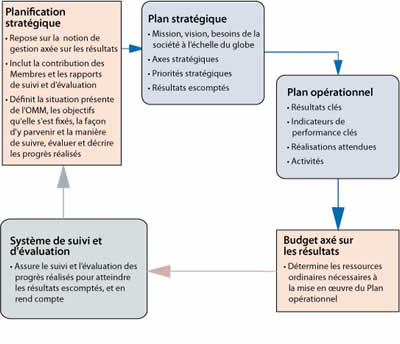 Planification
stratégique
• Repose sur la notion de
gestion axée sur les résultats
• Inclut la contribution des
Membres et les rapports
de suivi et d'évaluation
• Définit la situation présente
de l'OMM, les objectifs
qu'elle s'est fixés, la façon
d'y parvenir et la manière
de suivre, évaluer et décrire
les progrès réalisés
Plan stratégique
• Mission, vision, besoins de la
société à l'échelle du globe
• Axes stratégiques
• Priorités stratégiques
• Résultats escomptés
Plan opérationnel
• Résultats clés
• Indicateurs de
performance clés
• Réalisations attendues
• Activités
Budget axé sur
les résultats
• Détermine les ressources
ordinaires nécessaires à
la mise en œuvre du Plan
opérationnel
Système de suivi et
d'évaluation
• Assure le suivi et l'évaluation des
progrès réalisés pour atteindre
les résultats escomptés, et en
rend compte